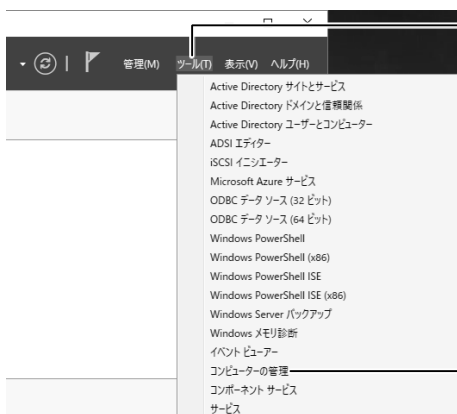 管理(M) ツール(T) 表示(V) ヘルプ(H)
Active Directory サイトとサービス
Active Directory ドメインと信頼関係
Active Directory ユーザーとコンピューター
ADSI エディター
iSCSI イニシエーター
Microsoft Azure サービス
ODBC データ ソース (32 ビット)
ODBC データ ソース (64 ビット)
Windows PowerShell
Windows PowerShell (x86)
Windows PowerShell ISE
Windows PowerShell ISE (x86)
Windows Server バックアップ
Windows メモリ診断
イベント ビューアー
コンピューターの管理
コンポーネント サービス
サービス